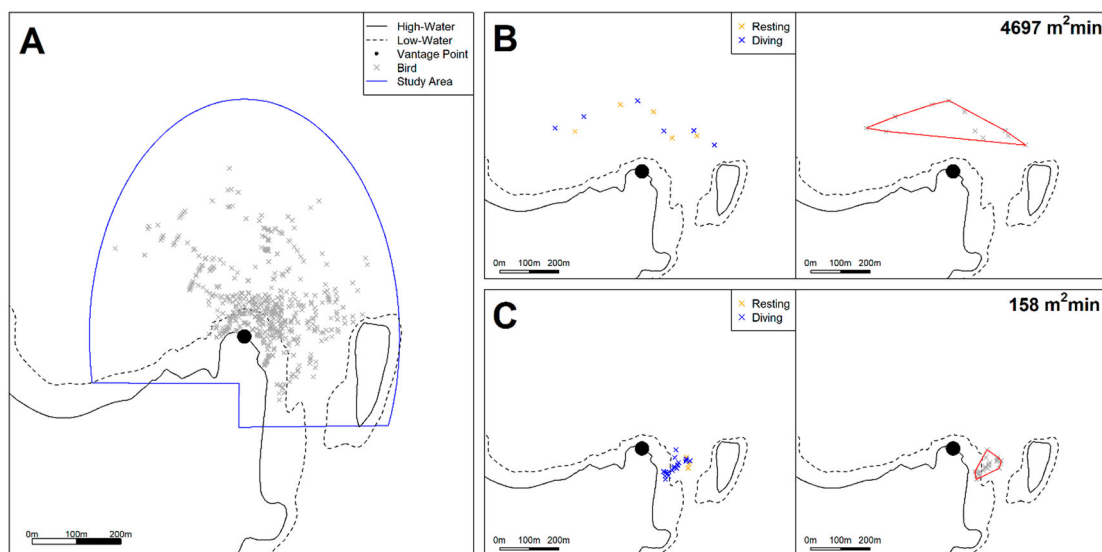 A
High-Water
Low-Water
Vantage Point
Bird
Study Area
0m 100m 200m
B
Resting
Diving
0m 100m 200m
4697 m²min
0m 100m 200m
C
Resting
Diving
0m 100m 200m
158 m²min
0m 100m 200m